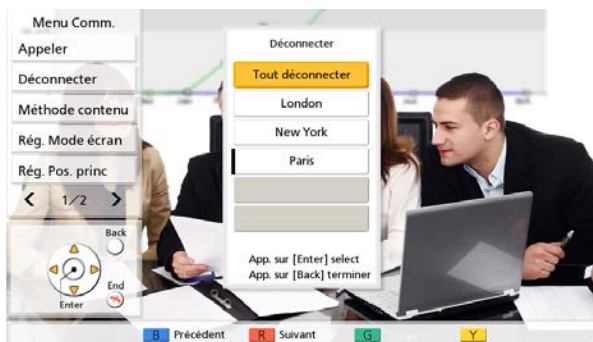 Menu Comm.
Appeler
Déconnecter
Méthode contenu
Rég. Mode écran
Rég. Pos. princ
1/2
Back
End
Enter
Déconnecter
Tout déconnecter
London
New York
Paris
App. sur [Enter] select
App. sur [Back] terminer
B Précédent R Suivant G Y